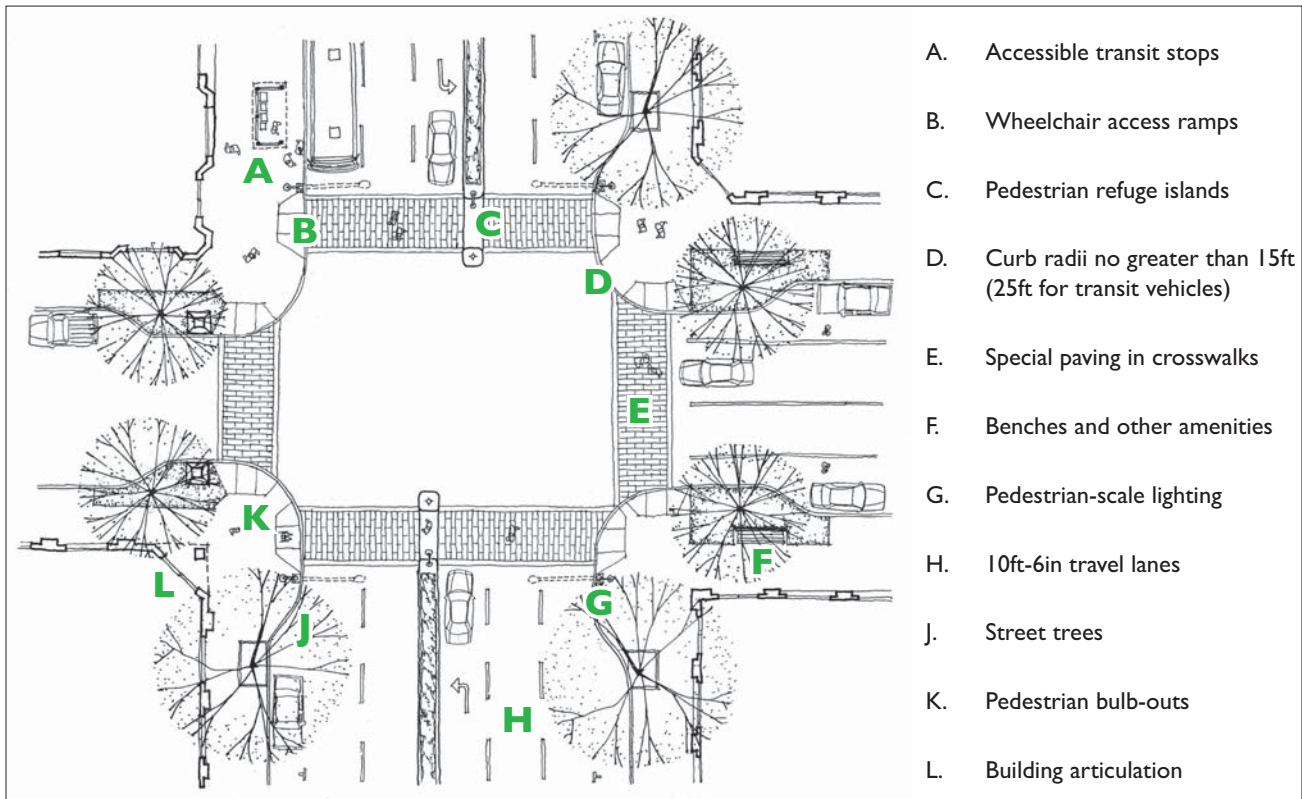 A
B
C
D
E
F
G
H
J
K
L
A. Accessible transit stops
B. Wheelchair access ramps
C. Pedestrian refuge islands
D. Curb radii no greater than 15ft
(25ft for transit vehicles)
E. Special paving in crosswalks
F. Benches and other amenities
G. Pedestrian-scale lighting
H. 10ft-6in travel lanes
J. Street trees
K. Pedestrian bulb-outs
L. Building articulation